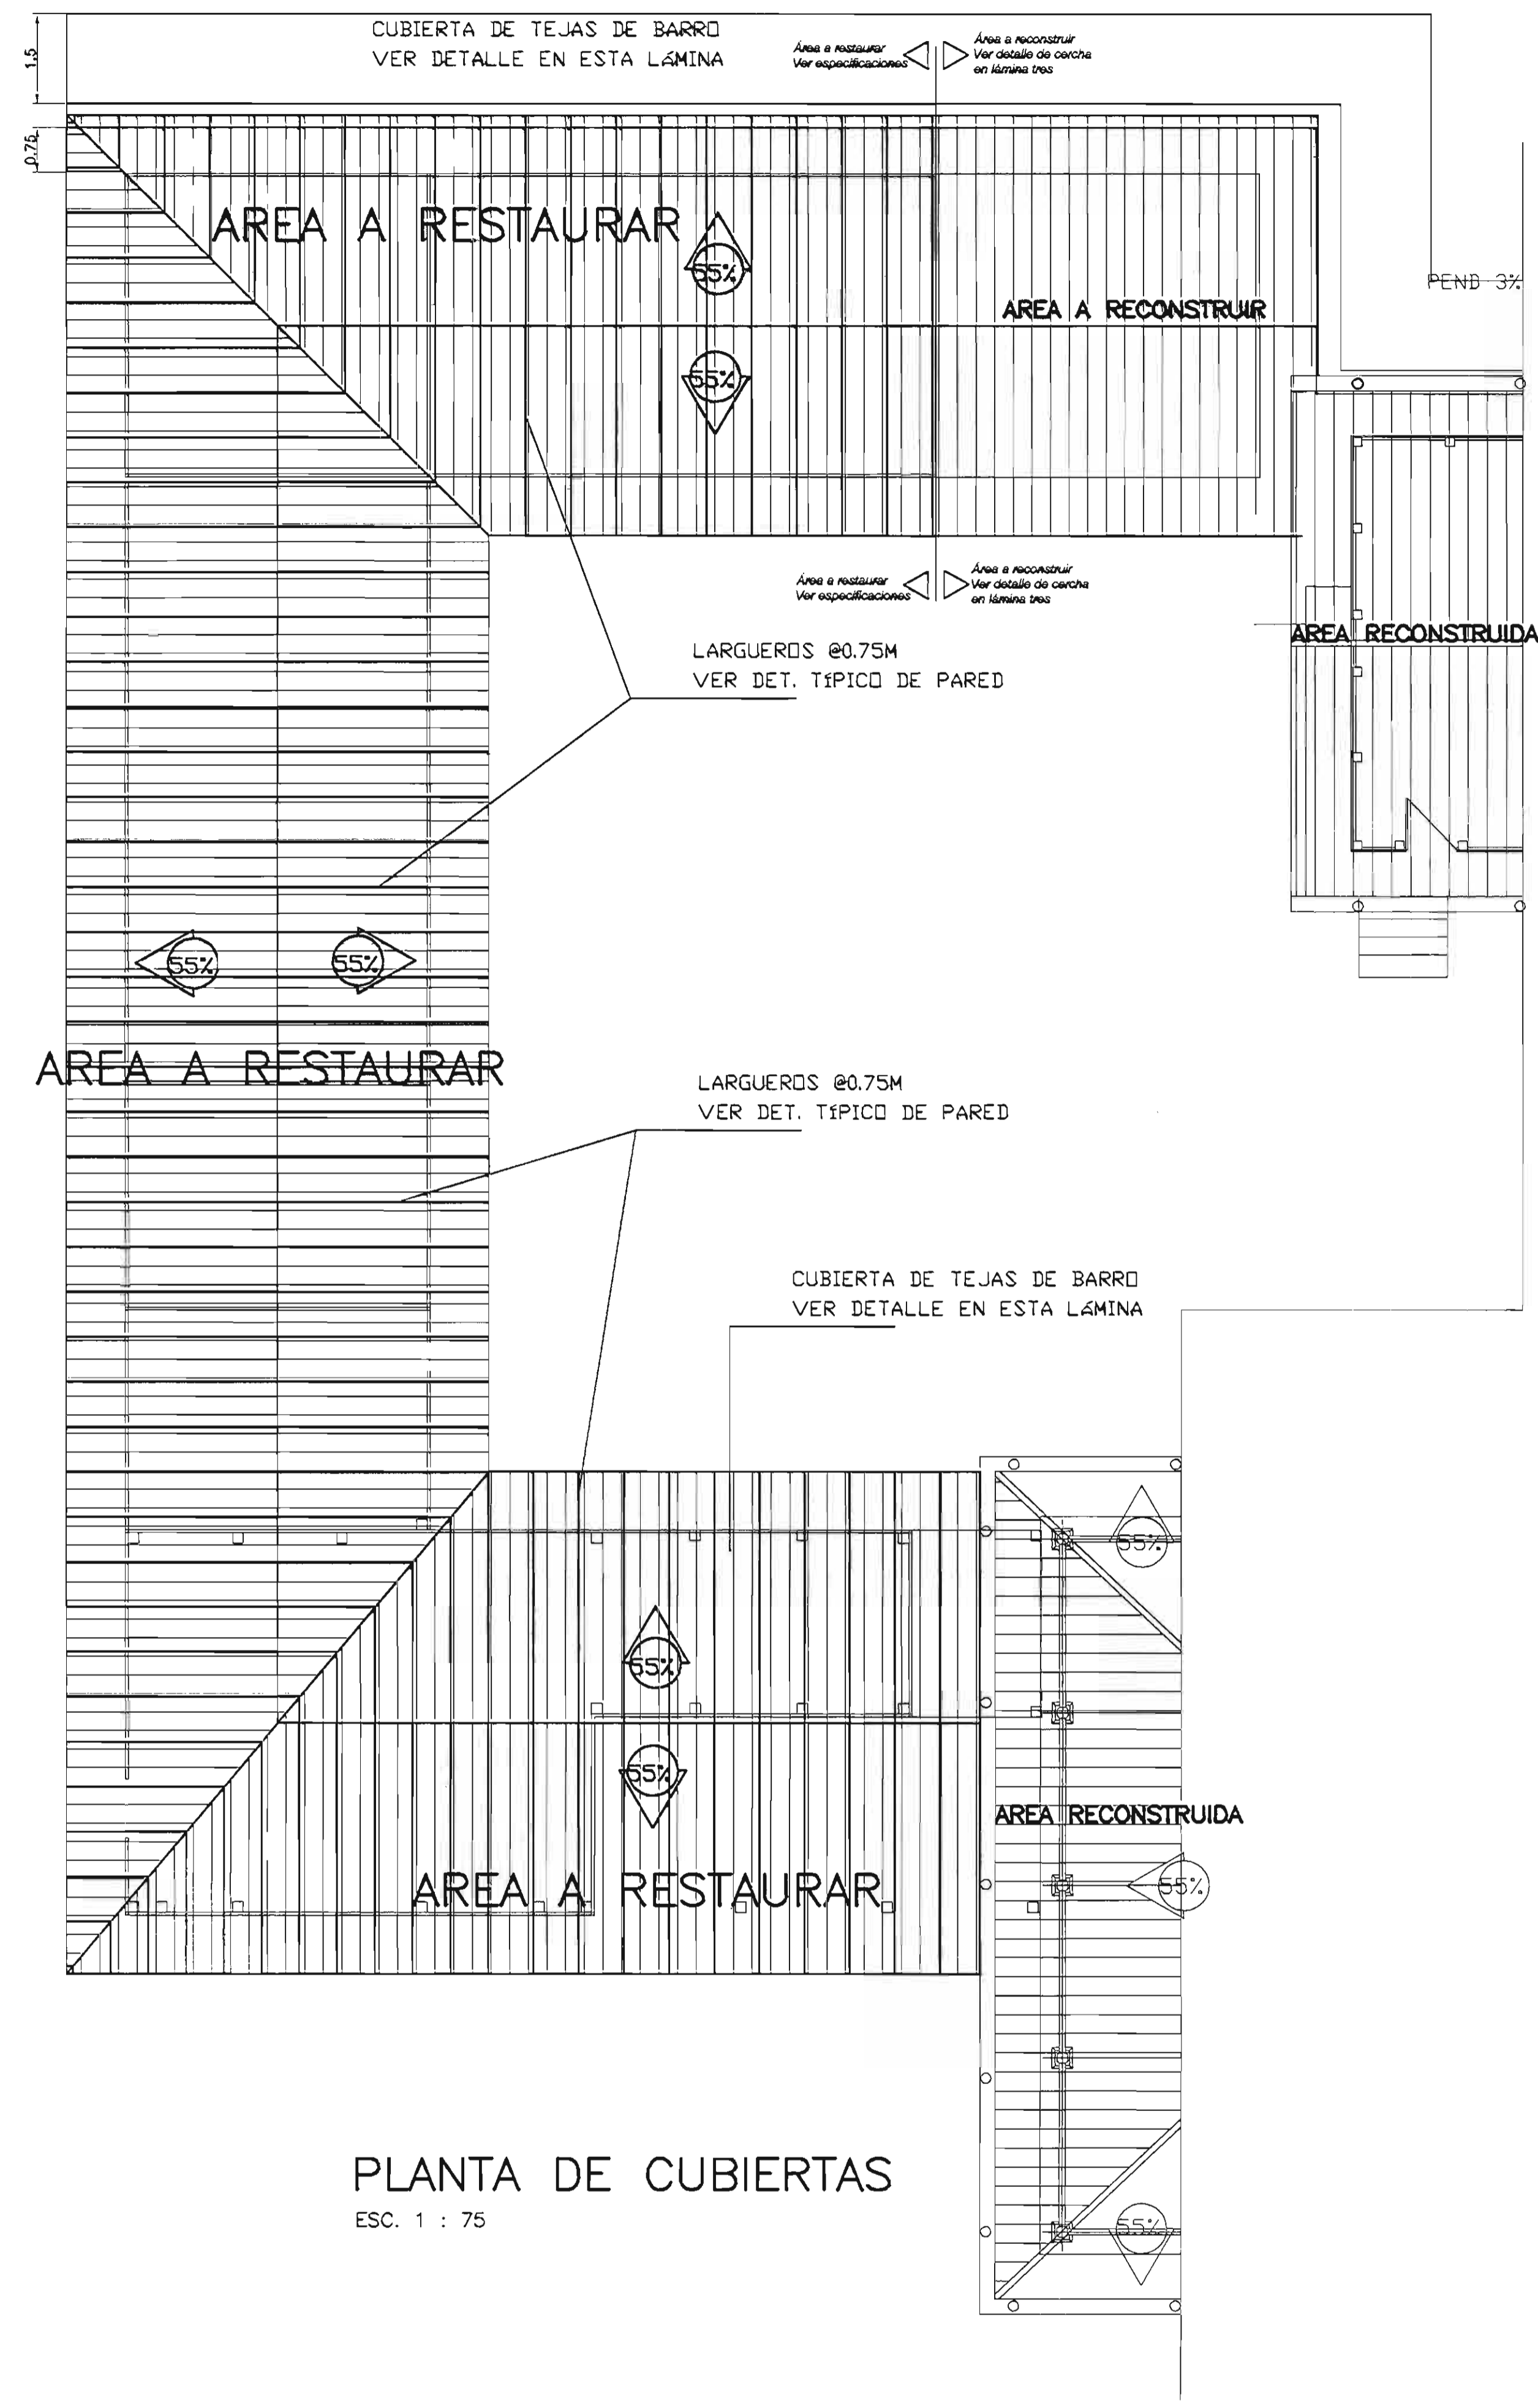 CUBIERTA DE TEJAS DE BARRO
VER DETALLE EN ESTA LÁMINA
Área a restaurar
Ver especificaciones
Área a reconstruir
Ver detalle de cercha
en lámina tres
1.5
0.75
AREA A RESTAURAR
55%
PEND 3%
AREA A RECONSTRUIR
55%
Área a restaurar
Ver especificaciones
Área a reconstruir
Ver detalle de cercha
en lámina tres
AREA RECONSTRUIDA
LARGUEROS @0.75M
VER DET. TÍPICO DE PARED
55%
55%
AREA A RESTAURAR
LARGUEROS @0.75M
VER DET. TÍPICO DE PARED
CUBIERTA DE TEJAS DE BARRO
VER DETALLE EN ESTA LÁMINA
55%
55%
55%
AREA RECONSTRUIDA
55%
AREA A RESTAURAR
PLANTA DE CUBIERTAS
ESC. 1 : 75
55%